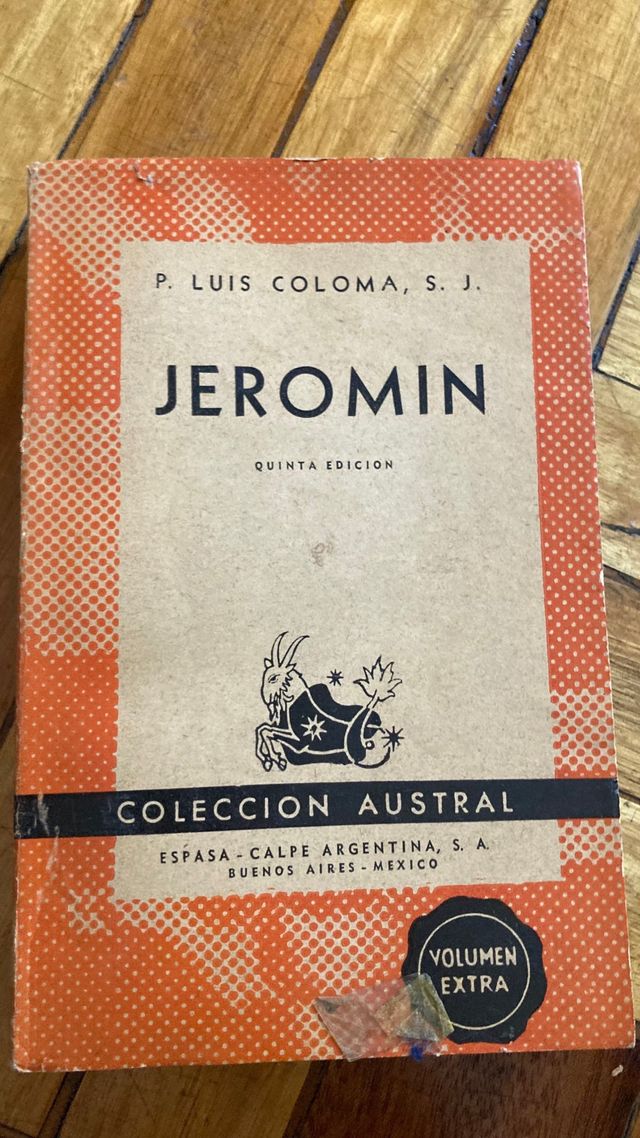 P. LUIS COLOMA, S. J.
JEROMIN
QUINTA EDICION
COLECCION AUSTRAL
ESPASA - CALPE ARGENTINA, S. A.
BUENOS AIRES - MEXICO
VOLUMEN
EXTRA